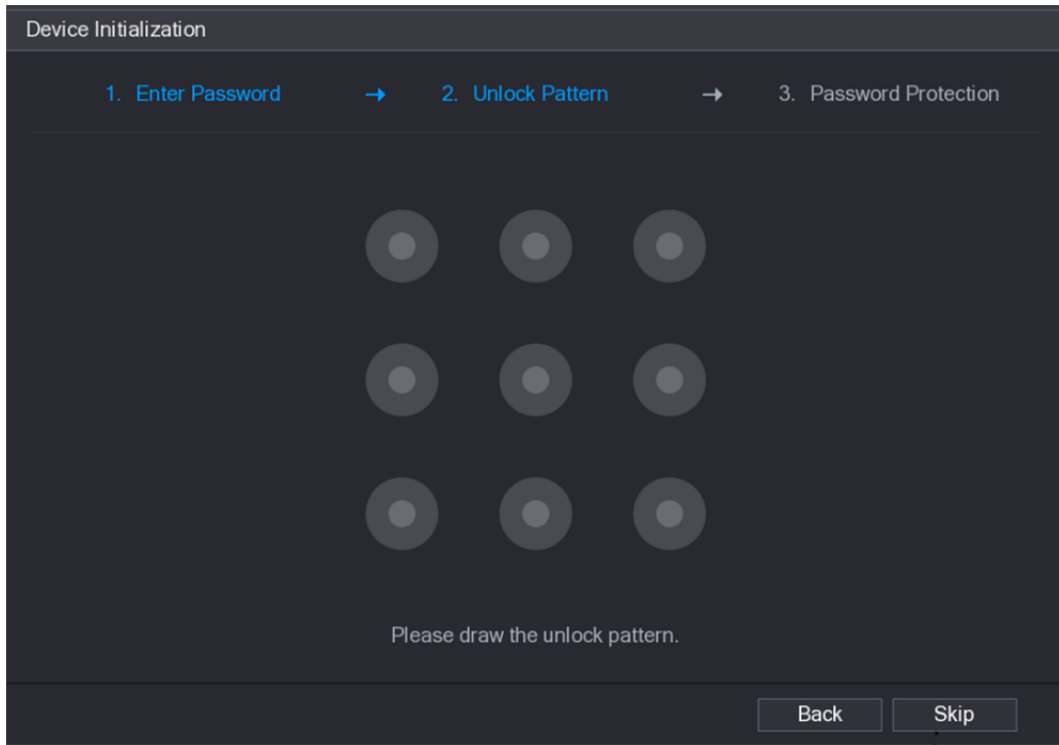 Device Initialization
1. Enter Password → 2. Unlock Pattern → 3. Password Protection
Please draw the unlock pattern.
Back Skip